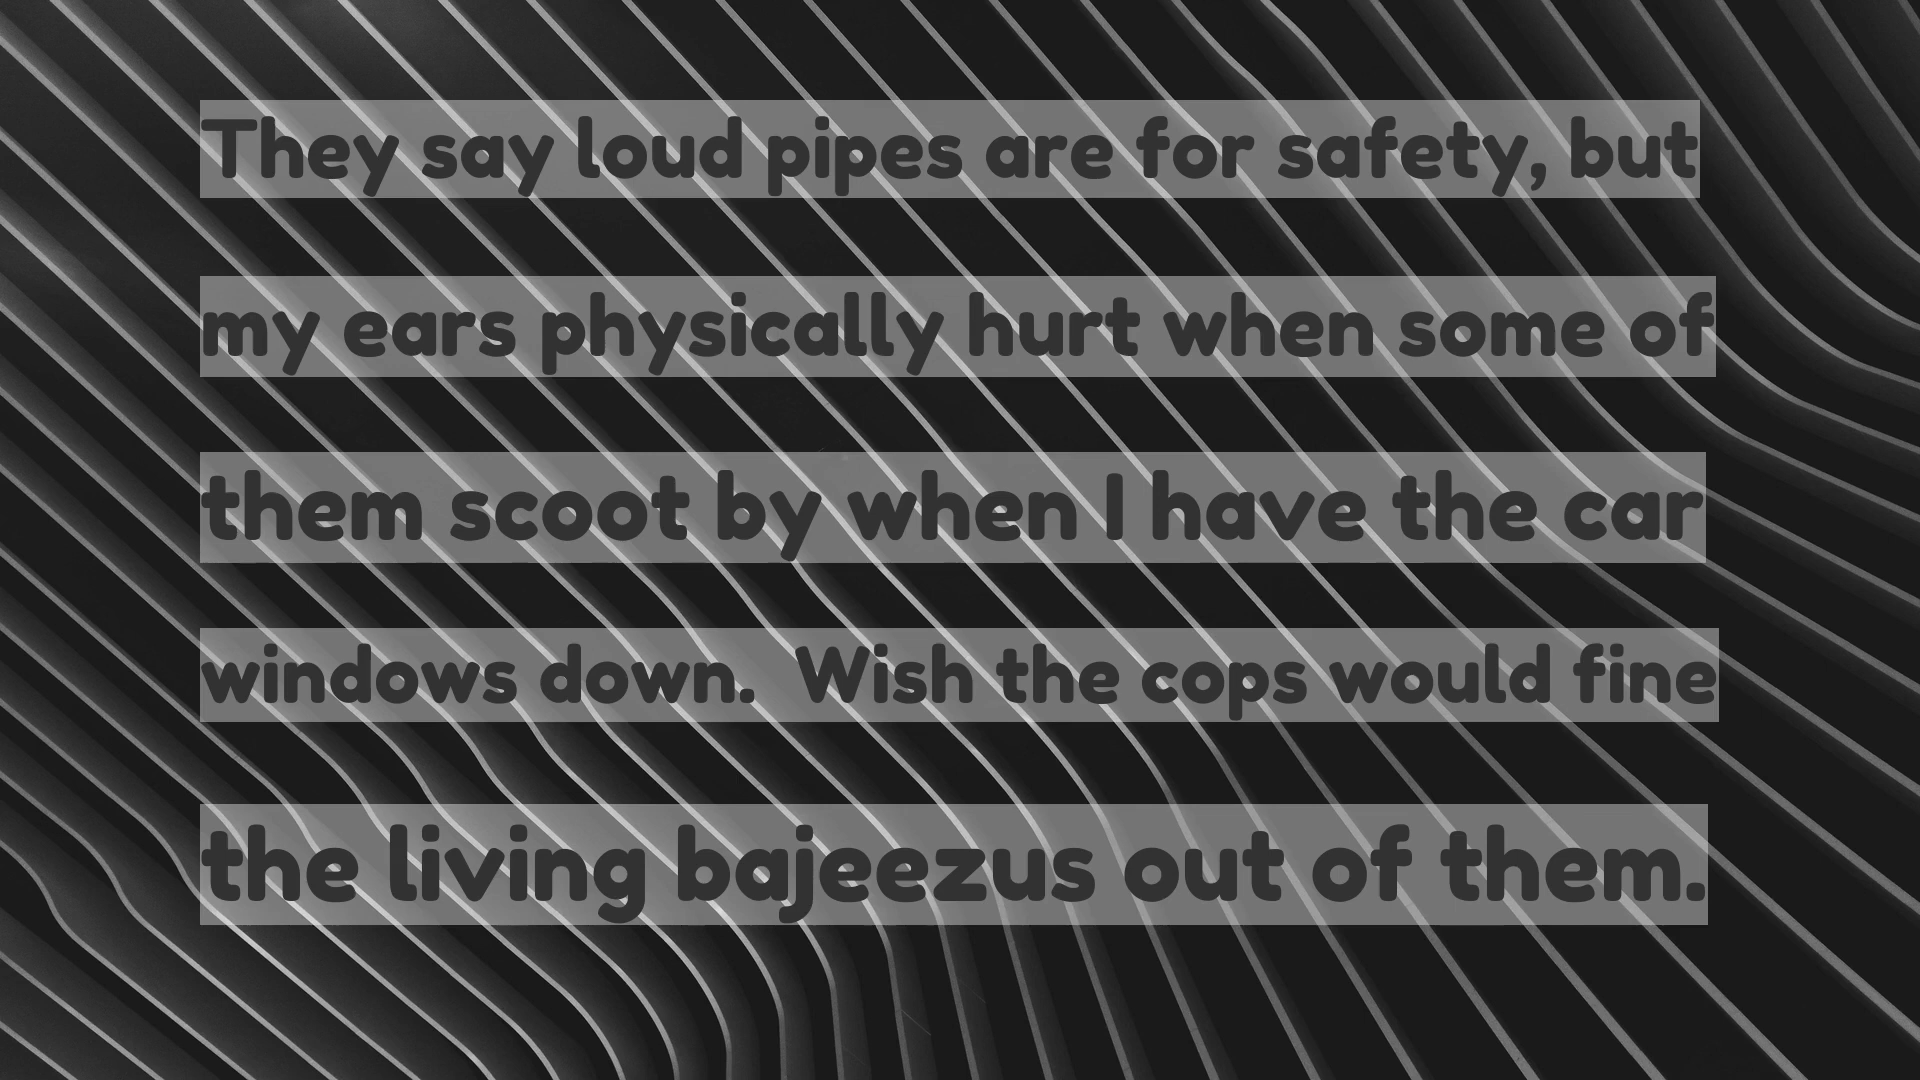 They say loud pipes are for safety, but
my ears physically hurt when some of
them scoot by when I have the car
windows down.  Wish the cops would fine
the living bajeezus out of them.